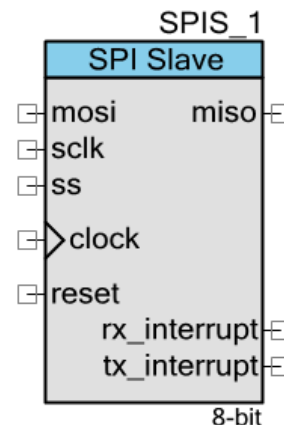 SPIS_1
SPI Slave
mosi miso
sclk
ss
clock
reset
rx_interrupt
tx_interrupt
8-bit